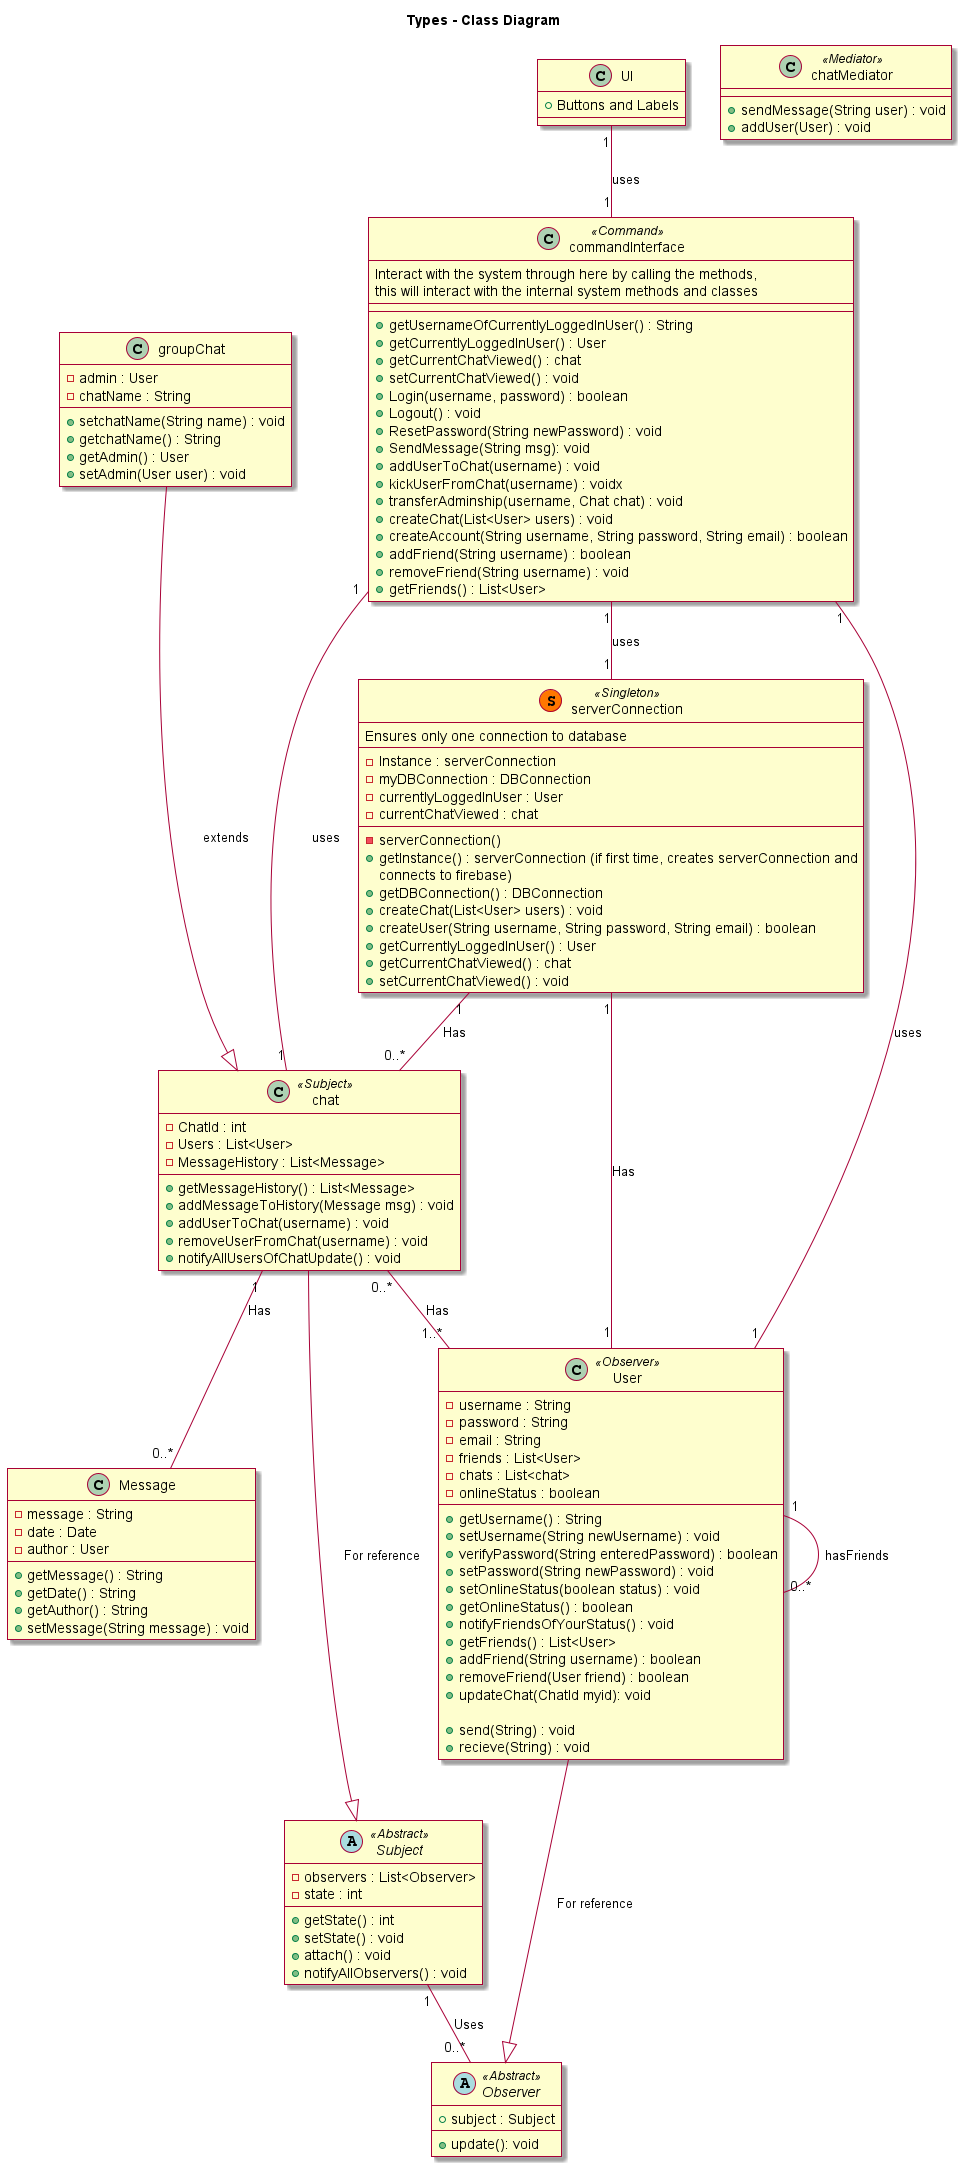 Types - Class Diagram
C UI
Buttons and Labels
C «Mediator»
chatMediator
sendMessage(String user) : void
addUser(User) : void
1
uses
1
C «Command»
commandInterface
Interact with the system through here by calling the methods,
this will interact with the internal system methods and classes
getUsernameOfCurrentlyLoggedInUser() : String
getCurrentlyLoggedInUser() : User
getCurrentChatViewed() : chat
setCurrentChatViewed() : void
Login(username, password) : boolean
Logout() : void
ResetPassword(String newPassword) : void
SendMessage(String msg): void
addUserToChat(username) : void
kickUserFromChat(username) : voidx
transferAdminship(username, Chat chat) : void
createChat(List<User> users) : void
createAccount(String username, String password, String email) : boolean
addFriend(String username) : boolean
removeFriend(String username) : void
getFriends() : List<User>
C groupChat
admin : User
chatName : String
setchatName(String name) : void
getchatName() : String
getAdmin() : User
setAdmin(User user) : void
1
1
1
uses
1
S «Singleton»
serverConnection
Ensures only one connection to database
Instance : serverConnection
myDBConnection : DBConnection
currentlyLoggedInUser : User
currentChatViewed : chat
serverConnection()
getInstance() : serverConnection (if first time, creates serverConnection and
connects to firebase)
getDBConnection() : DBConnection
createChat(List<User> users) : void
createUser(String username, String password, String email) : boolean
getCurrentlyLoggedInUser() : User
getCurrentChatViewed() : chat
setCurrentChatViewed() : void
extends
uses
1
1
Has
uses
1
0..*
C «Subject»
chat
ChatId : int
Users : List<User>
MessageHistory : List<Message>
getMessageHistory() : List<Message>
addMessageToHistory(Message msg) : void
addUserToChat(username) : void
removeUserFromChat(username) : void
notifyAllUsersOfChatUpdate() : void
Has
1
0..*
Has
Has
1..*
1
1
0..*
C «Observer»
User
username : String
password : String
email : String
friends : List<User>
chats : List<chat>
onlineStatus : boolean
getUsername() : String
setUsername(String newUsername) : void
verifyPassword(String enteredPassword) : boolean
setPassword(String newPassword) : void
setOnlineStatus(boolean status) : void
getOnlineStatus() : boolean
notifyFriendsOfYourStatus() : void
getFriends() : List<User>
addFriend(String username) : boolean
removeFriend(User friend) : boolean
updateChat(ChatId myid): void
send(String) : void
recieve(String) : void
C Message
message : String
date : Date
author : User
getMessage() : String
getDate() : String
getAuthor() : String
setMessage(String message) : void
1
hasFriends
0..*
For reference
A «Abstract»
Subject
observers : List<Observer>
state : int
getState() : int
setState() : void
attach() : void
notifyAllObservers() : void
For reference
1
Uses
0..*
A «Abstract»
Observer
subject : Subject
update(): void